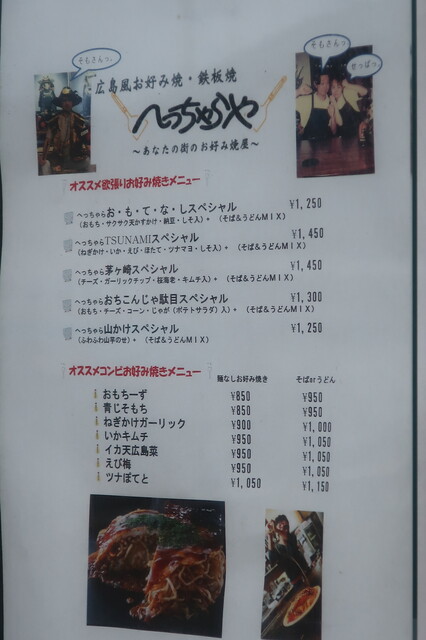 そもさんっ。
広島風お好み焼・鉄板焼
そもさんっ。
せっぱっ。
へっちゃらや
～あなたの街のお好み焼屋～
オススメ欲張りお好み焼きメニュー
へっちゃらお・も・て・な・しスペシャル ¥1,250
（おもち・サクサク天かすかけ・納豆・しそ入）+ （そば&うどんMIX）
へっちゃらTSUNAMIスペシャル ¥1,450
（ねぎかけ・いか・えび・ほたて・ツナマヨ・しそ入）+ （そば&うどんMIX）
へっちゃら茅ヶ崎スペシャル ¥1,450
（チーズ・ガーリックチップ・桜海老・キムチ入）+ （そば&うどんMIX）
へっちゃらおちこんじゃ駄目スペシャル ¥1,300
（おもち・チーズ・コーン・じゃが（ポテトサラダ）入）+ （そば&うどんMIX）
へっちゃら山かけスペシャル ¥1,250
（ふわふわ山芋のせ）+ （そば&うどんMIX）
オススメコンビお好み焼きメニュー 麺なしお好み焼き そばorうどん
おもちーず ¥850 ¥950
青じそもち ¥850 ¥950
ねぎかけガーリック ¥900 ¥1,000
いかキムチ ¥950 ¥1,050
イカ天広島菜 ¥950 ¥1,050
えび梅 ¥950 ¥1,050
ツナぽてと ¥1,050 ¥1,150